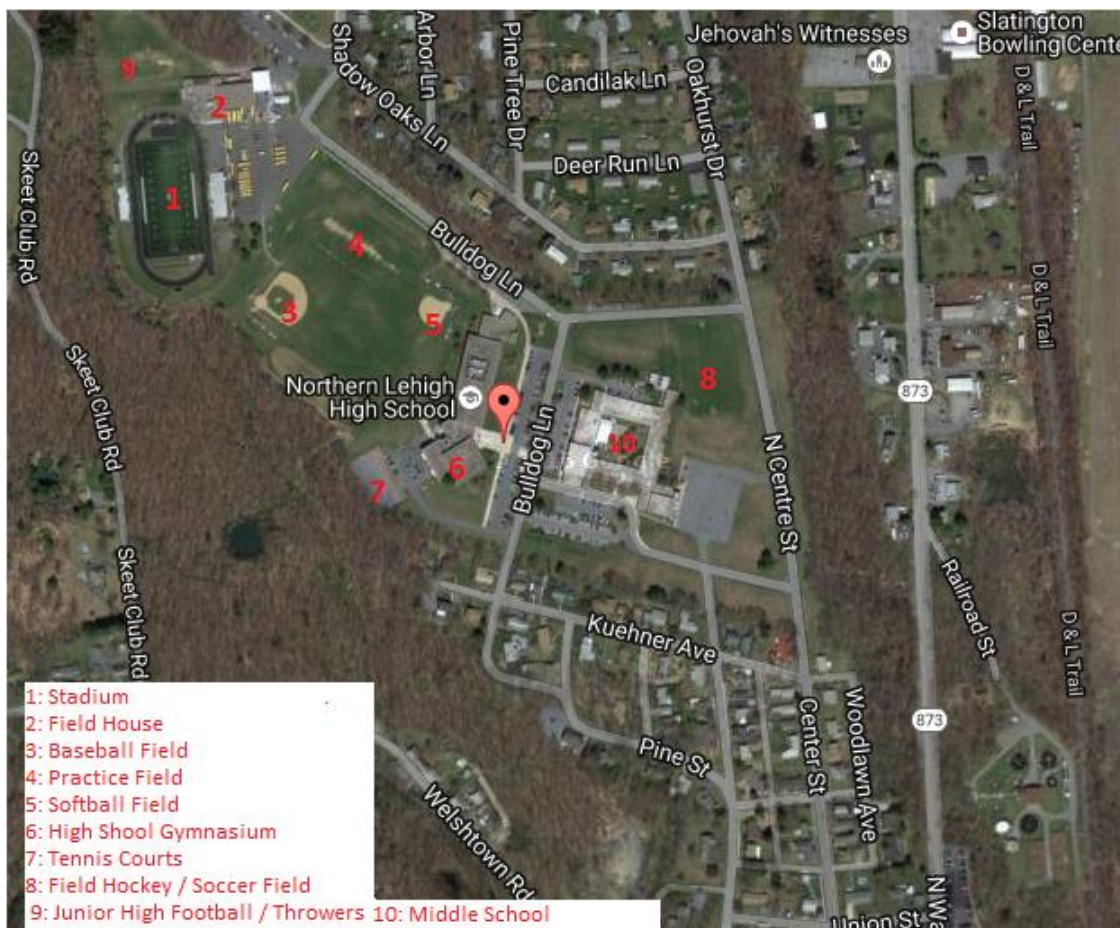 Jehovah's Witnesses
Slatington
Bowling Cente
Arbor Ln
Pine Tree Dr
Shadow Oaks Ln
Candilak Ln
Oakhurst Dr
Deer Run Ln
D & L Trail
9
2
Skeet Club Rd
1
4
Bulldog Ln
3
5
D & L Trail
Skeet Club Rd
Northern Lehigh
High School
8
873
10
6
7
Bulldog Ln
N Centre St
Skeet Club Rd
Railroad St
Kuehner Ave
D & L Trail
Woodlawn Ave
Center St
873
Pine St
Welshtown Rd
1: Stadium
2: Field House
3: Baseball Field
4: Practice Field
5: Softball Field
6: High Shool Gymnasium
7: Tennis Courts
8: Field Hockey / Soccer Field
9: Junior High Football / Throwers 10: Middle School
Union St
N Wa